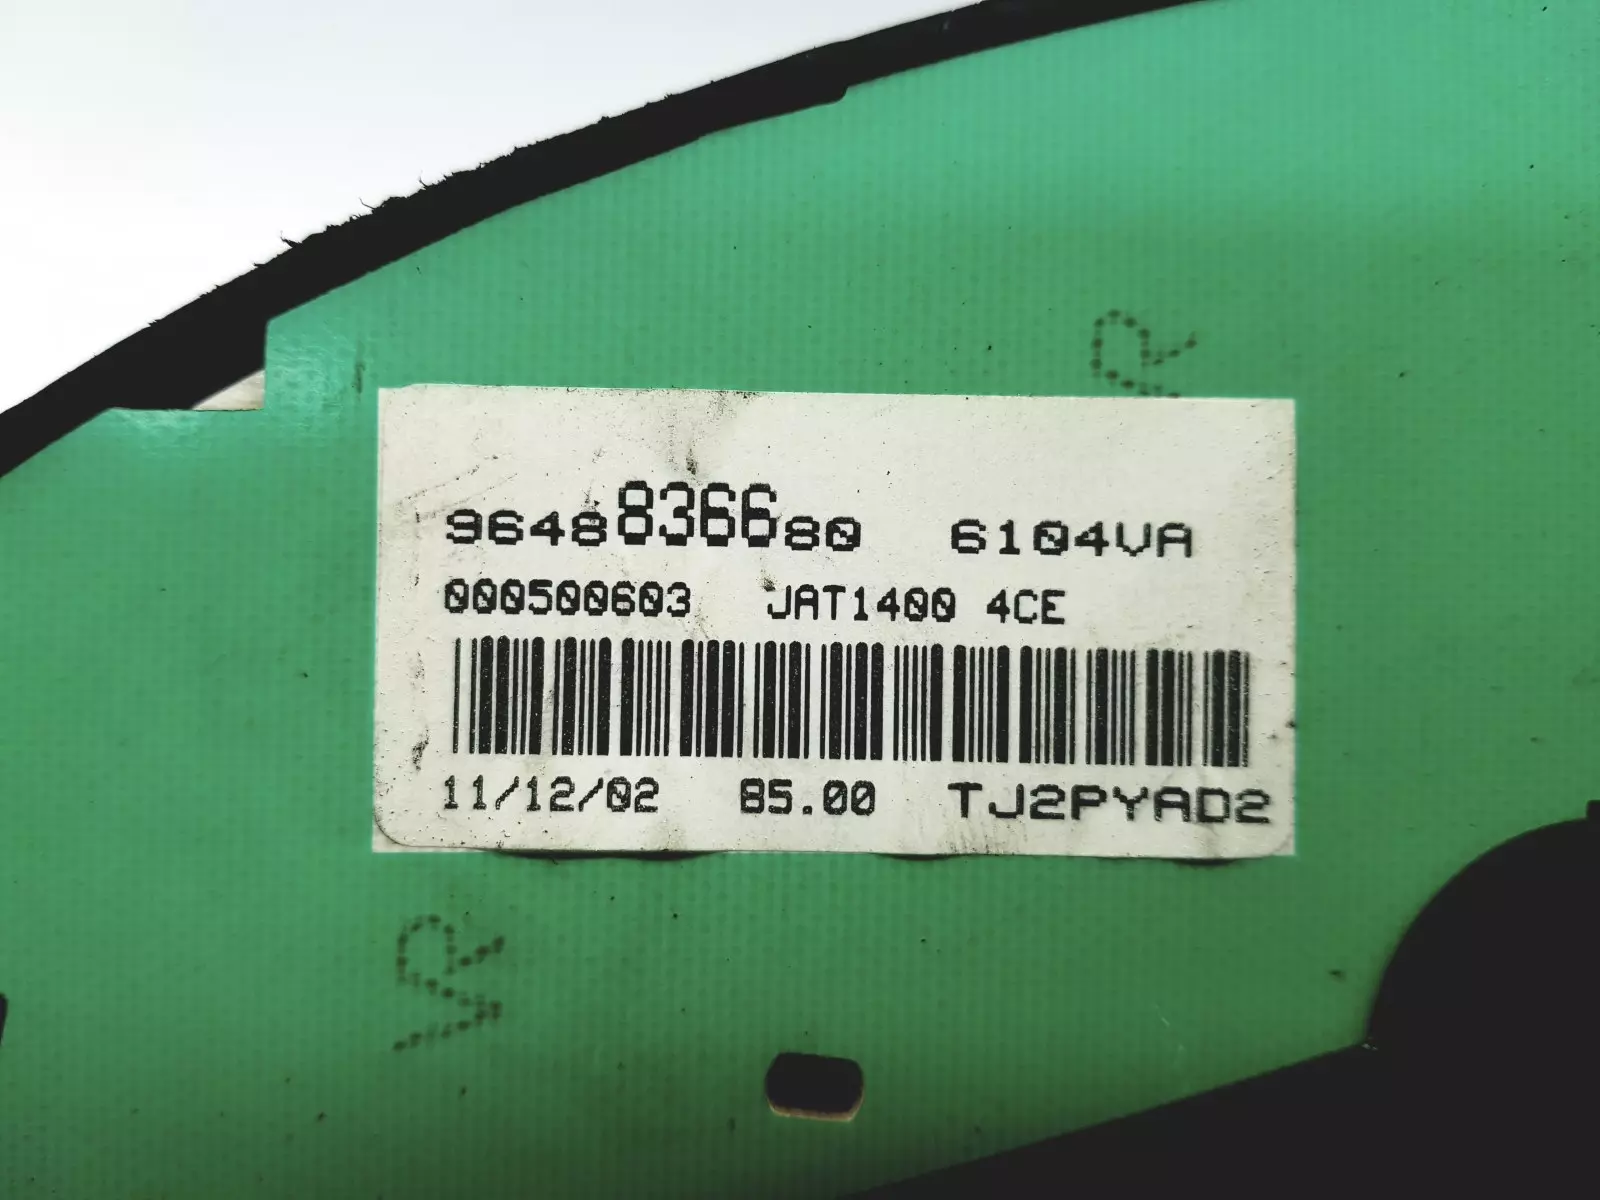 9648836680 6104VA
000500603 JAT1400 4CE
11/12/02 85.00 TJ2PYAD2